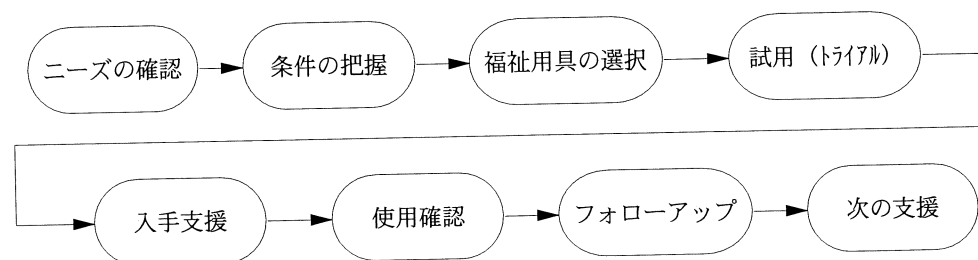 ニーズの確認
条件の把握
福祉用具の選択
試用（ﾄﾗｲｱﾙ）
入手支援
使用確認
フォローアップ
次の支援